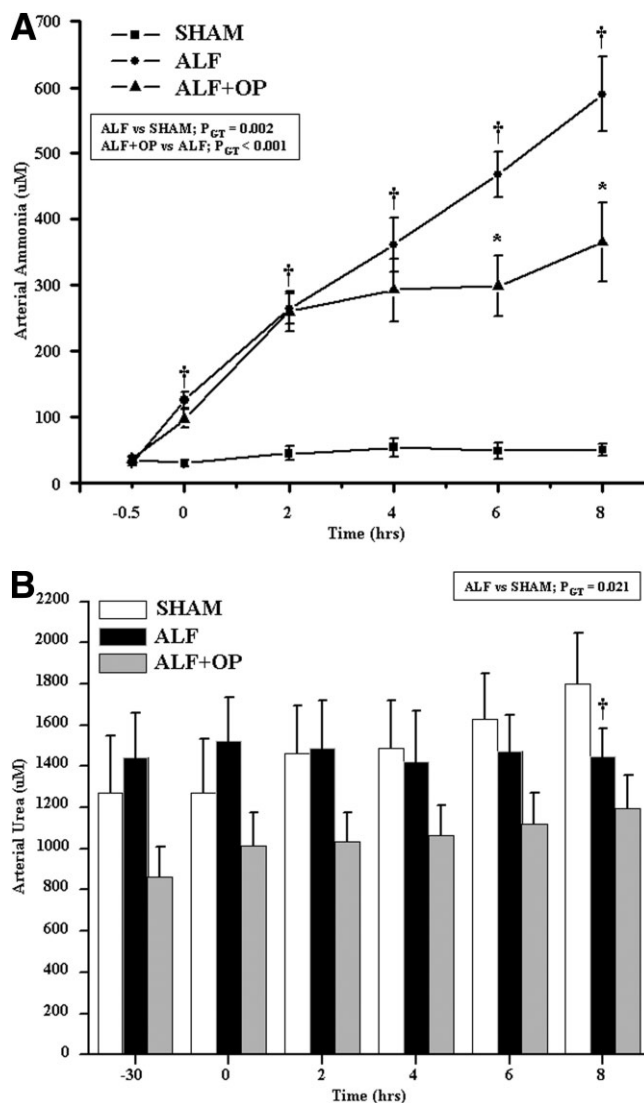 A
SHAM
ALF
ALF+OP
ALF vs SHAM; PGT = 0.002
ALF+OP vs ALF; PGT < 0.001
Arterial Ammonia (uM)
700
600
500
400
300
200
100
0
† † † † † †
* *
-0.5 0 2 4 6 8
Time (hrs)
B
ALF vs SHAM; PGT = 0.021
SHAM
ALF
ALF+OP
Arterial Urea (uM)
2200
2000
1800
1600
1400
1200
1000
800
600
400
200
0
†
-30 0 2 4 6 8
Time (hrs)